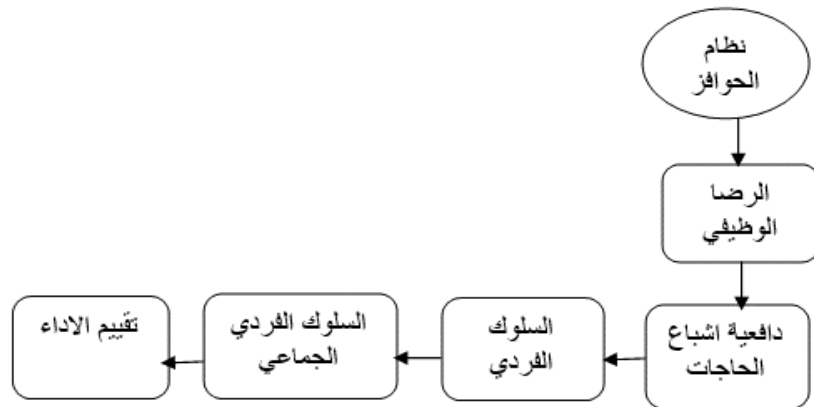 نظام
الحوافز
الرضا
الوظيفي
دافعية اشباع
الحاجات
السلوك
الفردي
السلوك الفردي
الجماعي
تقييم الاداء